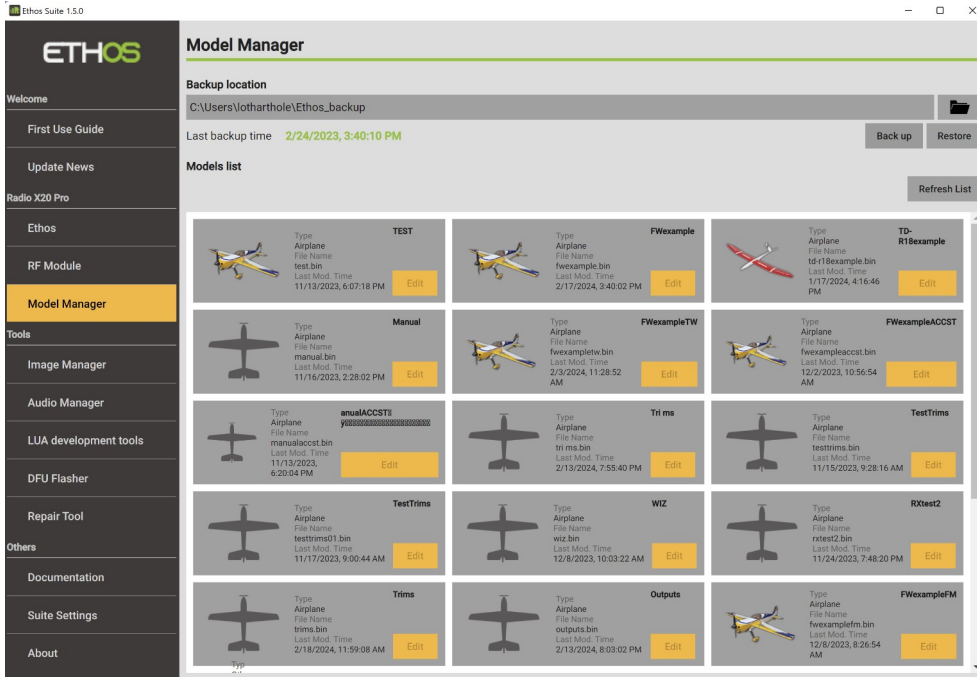 Ethos Suite 1.5.0
ETHOS
Welcome
First Use Guide
Update News
Radio X20 Pro
Ethos
RF Module
Model Manager
Tools
Image Manager
Audio Manager
LUA development tools
DFU Flasher
Repair Tool
Others
Documentation
Suite Settings
About
Model Manager
Backup location
C:\Users\lotharthole\Ethos_backup
Last backup time 2/24/2023, 3:40:10 PM
Back up
Restore
Models list
Refresh List
TEST
Type
Airplane
File Name
test.bin
Last Mod. Time
11/13/2023, 6:07:18 PM
Edit
FWexample
Type
Airplane
File Name
fwexample.bin
Last Mod. Time
2/17/2024, 3:40:02 PM
Edit
TD-
R18example
Type
Airplane
File Name
td-r18example.bin
Last Mod. Time
1/17/2024, 4:16:46
PM
Edit
Manual
Type
Airplane
File Name
manual.bin
Last Mod. Time
11/16/2023, 2:28:02 PM
Edit
FWexampleTW
Type
Airplane
File Name
fwexampletw.bin
Last Mod. Time
2/3/2024, 11:28:52
AM
Edit
FWexampleACCST
Type
Airplane
File Name
fwexampleaccst.bin
Last Mod. Time
12/2/2023, 10:56:54
AM
Edit
anualACCST
ÿ
Type
Airplane
File Name
manualaccst.bin
Last Mod. Time
11/13/2023,
6:20:04 PM
Edit
Tri ms
Type
Airplane
File Name
tri ms.bin
Last Mod. Time
2/13/2024, 7:55:40 PM
Edit
TestTrims
Type
Airplane
File Name
testtrims.bin
Last Mod. Time
11/15/2023, 9:28:16 AM
Edit
TestTrims
Type
Airplane
File Name
testtrims01.bin
Last Mod. Time
11/17/2023, 9:00:44 AM
Edit
WIZ
Type
Airplane
File Name
wiz.bin
Last Mod. Time
12/8/2023, 10:03:22 AM
Edit
RXtest2
Type
Airplane
File Name
rxtest2.bin
Last Mod. Time
11/24/2023, 7:48:20 PM
Edit
Trims
Type
Airplane
File Name
trims.bin
Last Mod. Time
2/18/2024, 11:59:08 AM
Edit
Outputs
Type
Airplane
File Name
outputs.bin
Last Mod. Time
2/13/2024, 8:03:02 PM
Edit
FWexampleFM
Type
Airplane
File Name
fwexamplefm.bin
Last Mod. Time
12/8/2023, 8:26:54
AM
Edit
Typ